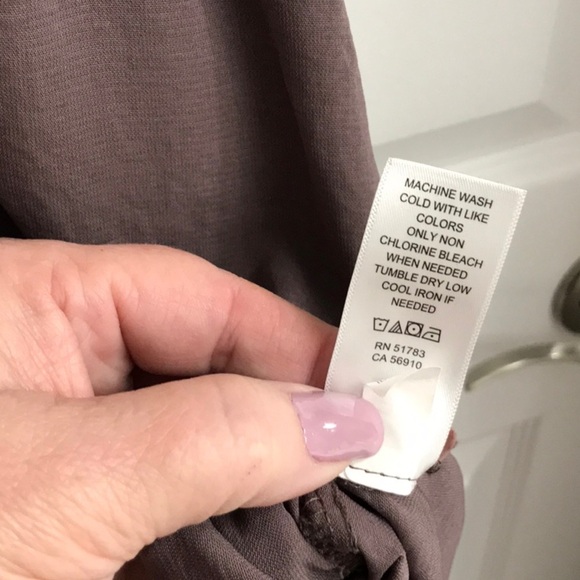 MACHINE WASH
COLD WITH LIKE
COLORS
ONLY NON
CHLORINE BLEACH
WHEN NEEDED
TUMBLE DRY LOW
COOL IRON IF
NEEDED
RN 51783
CA 56910